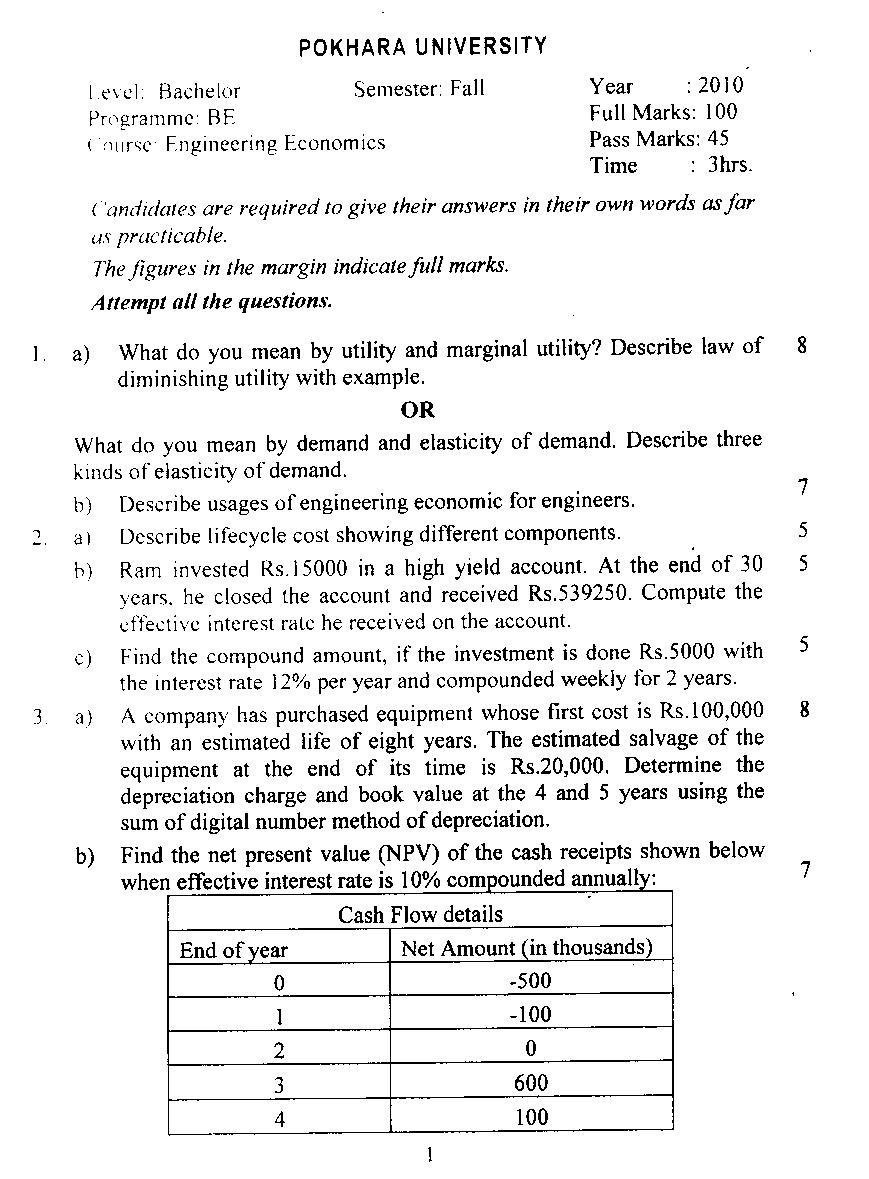 POKHARA UNIVERSITY
Level: Bachelor Semester: Fall Year : 2010
Programme: BE Full Marks: 100
Course: Engineering Economics Pass Marks: 45
Time : 3hrs.
Candidates are required to give their answers in their own words as far
as practicable.
The figures in the margin indicate full marks.
Attempt all the questions.
1. a) What do you mean by utility and marginal utility? Describe law of 8
diminishing utility with example.
OR
What do you mean by demand and elasticity of demand. Describe three
kinds of elasticity of demand.
b) Describe usages of engineering economic for engineers. 7
2. a) Describe lifecycle cost showing different components. 5
b) Ram invested Rs.15000 in a high yield account. At the end of 30 5
years, he closed the account and received Rs.539250. Compute the
effective interest rate he received on the account.
c) Find the compound amount, if the investment is done Rs.5000 with 5
the interest rate 12% per year and compounded weekly for 2 years.
3. a) A company has purchased equipment whose first cost is Rs.100,000 8
with an estimated life of eight years. The estimated salvage of the
equipment at the end of its time is Rs.20,000. Determine the
depreciation charge and book value at the 4 and 5 years using the
sum of digital number method of depreciation.
b) Find the net present value (NPV) of the cash receipts shown below 7
when effective interest rate is 10% compounded annually:
Cash Flow details
End of year Net Amount (in thousands)
0 -500
1 -100
2 0
3 600
4 100
1